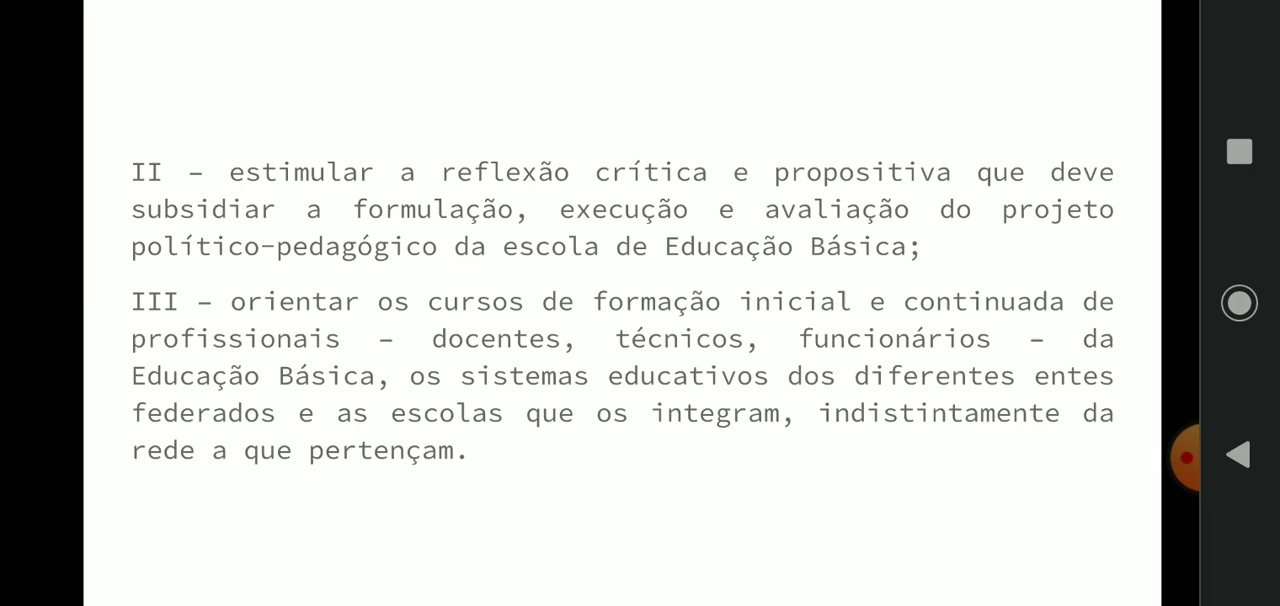 II – estimular a reflexão crítica e propositiva que deve
subsidiar a formulação, execução e avaliação do projeto
político-pedagógico da escola de Educação Básica;
III – orientar os cursos de formação inicial e continuada de
profissionais – docentes, técnicos, funcionários – da
Educação Básica, os sistemas educativos dos diferentes entes
federados e as escolas que os integram, indistintamente da
rede a que pertençam.